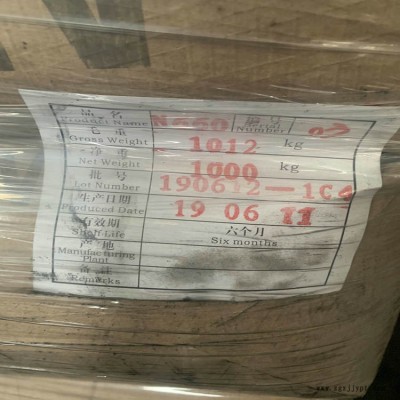 品名 N660 编号 02
Product Name Number
毛重 1012 kg
Gross Weight
净重 1000 kg
Net Weight
批号 190612-1C
Lot Number
生产日期 19 06 11
Produced Date
有效期 六个月
Shelf-Life Six months
产地
Manufacturing
Plant
备注
Remarks